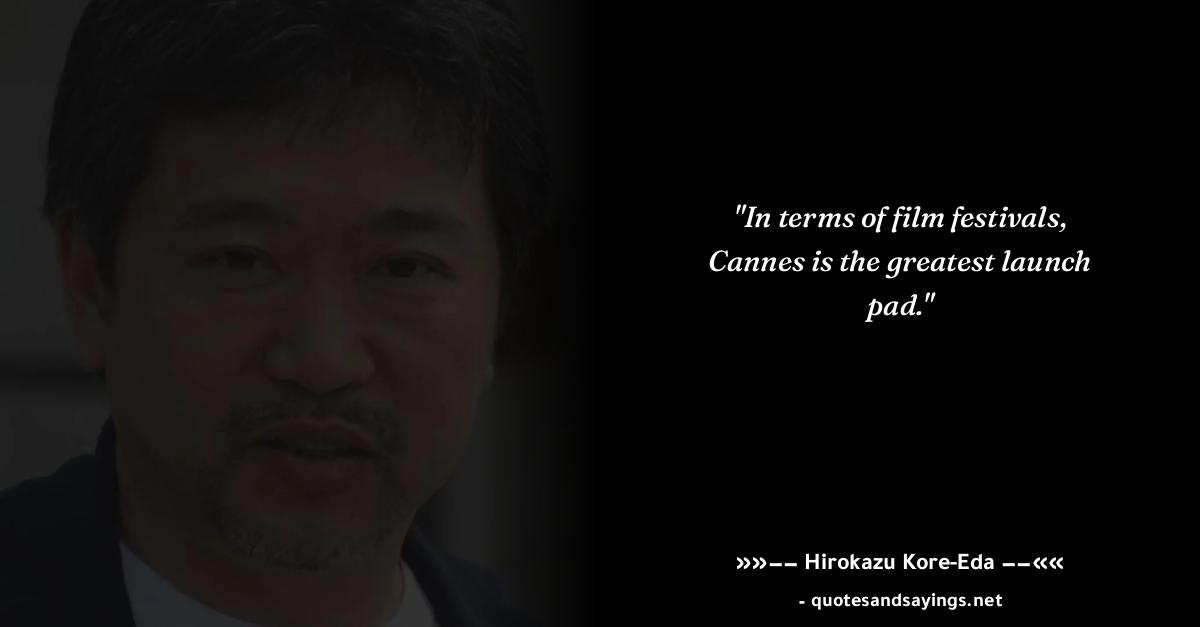 "In terms of film festivals,
Cannes is the greatest launch
pad."
»»−− Hirokazu Kore-Eda −−««
- quotesandsayings.net